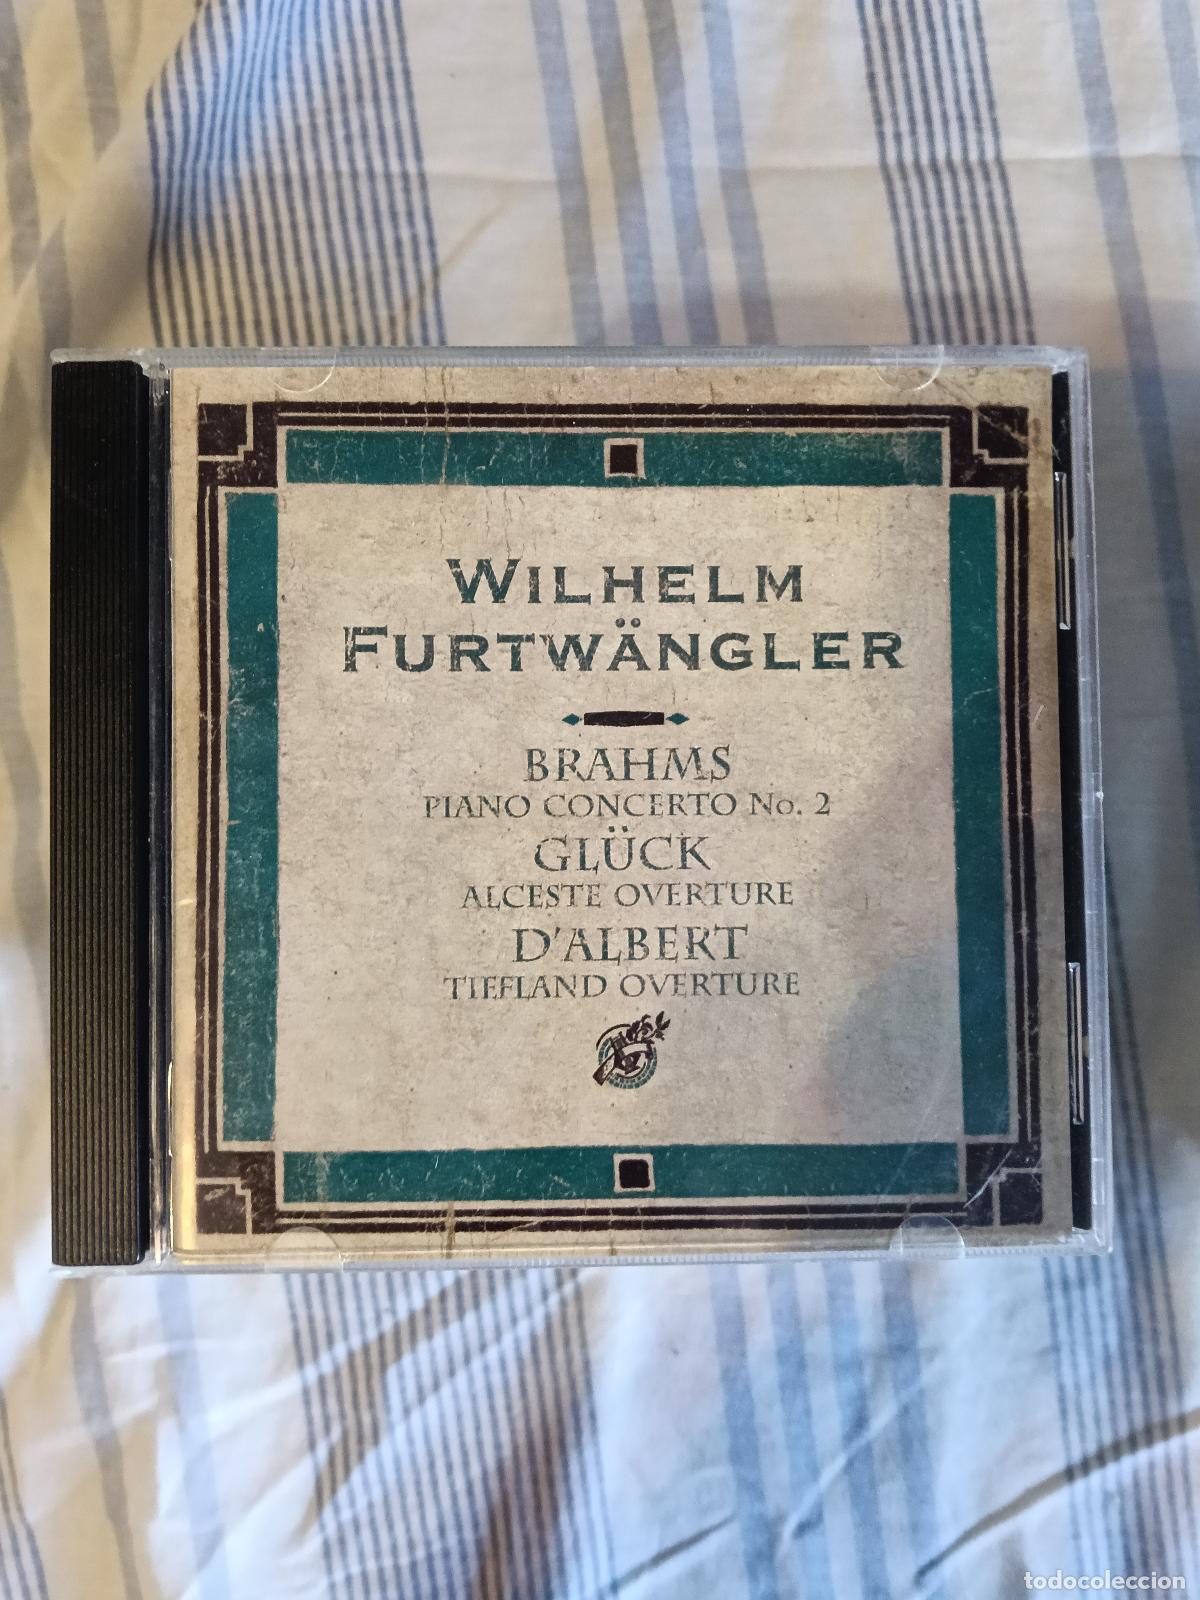 WILHELM
FURTWÄNGLER
BRAHMS
PIANO CONCERTO No. 2
GLÜCK
ALCESTE OVERTURE
D'ALBERT
TIEFLAND OVERTURE
todocoleccion